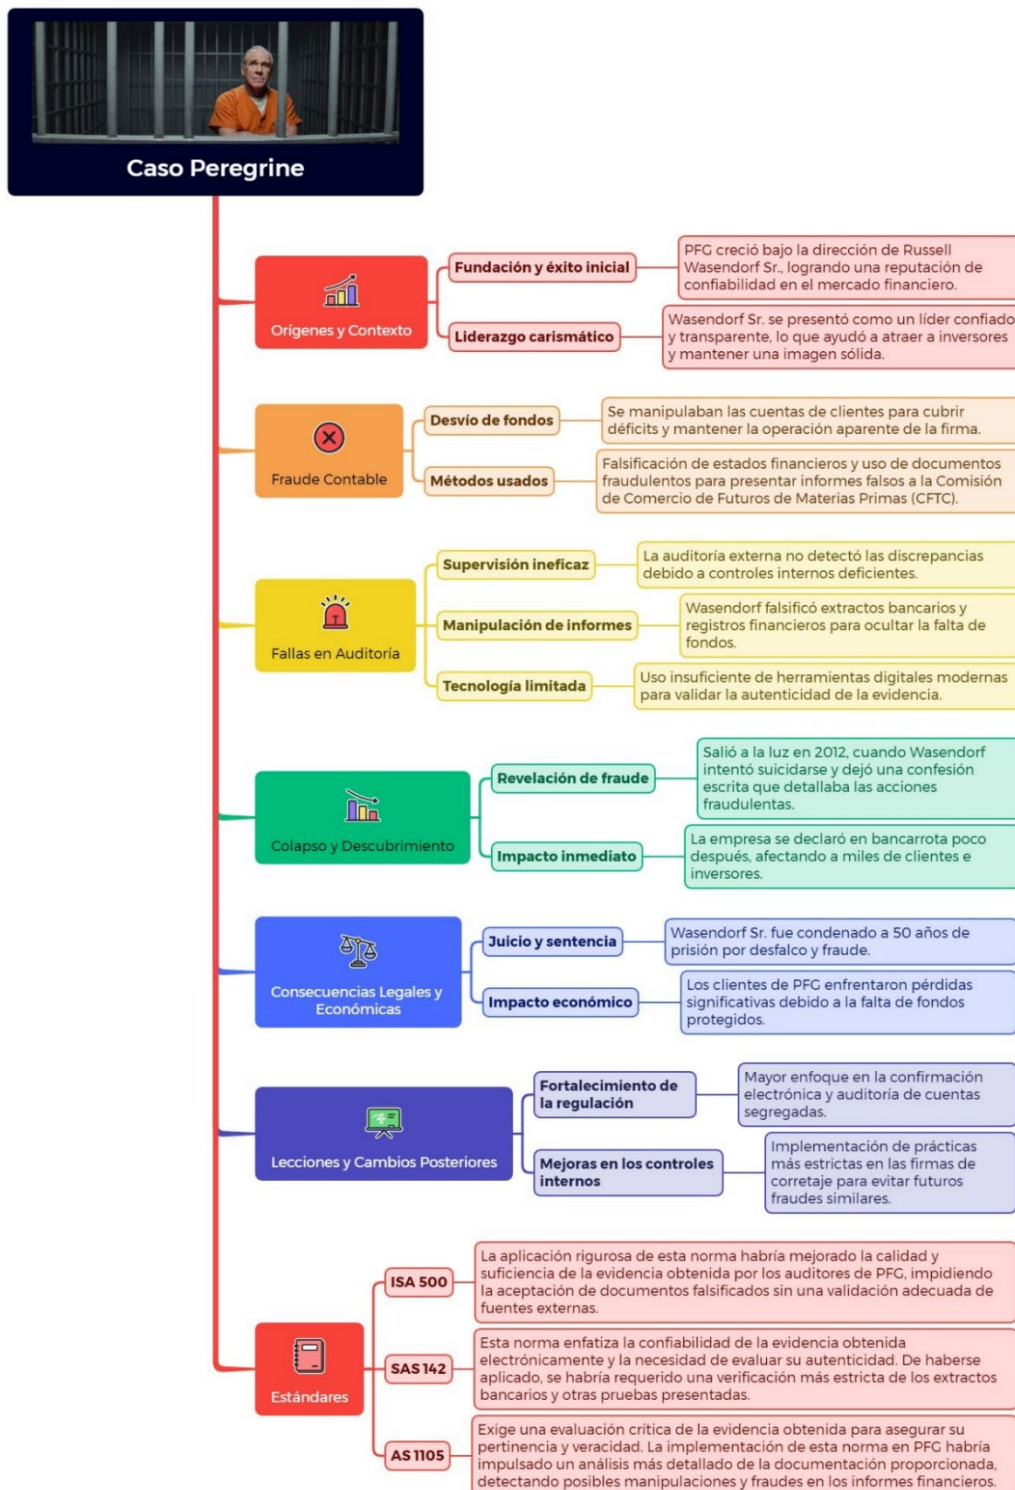 Caso Peregrine
Orígenes y Contexto
Fundación y éxito inicial
PFG creció bajo la dirección de Russell
Wasendorf Sr., logrando una reputación de
confiabilidad en el mercado financiero.
Liderazgo carismático
Wasendorf Sr. se presentó como un líder confiado
y transparente, lo que ayudó a atraer a inversores
y mantener una imagen sólida.
Fraude Contable
Desvío de fondos
Se manipulaban las cuentas de clientes para cubrir
déficits y mantener la operación aparente de la firma.
Métodos usados
Falsificación de estados financieros y uso de documentos
fraudulentos para presentar informes falsos a la Comisión
de Comercio de Futuros de Materias Primas (CFTC).
Fallas en Auditoría
Supervisión ineficaz
La auditoría externa no detectó las discrepancias
debido a controles internos deficientes.
Manipulación de informes
Wasendorf falsificó extractos bancarios y
registros financieros para ocultar la falta de
fondos.
Tecnología limitada
Uso insuficiente de herramientas digitales modernas
para validar la autenticidad de la evidencia.
Colapso y Descubrimiento
Revelación de fraude
Salió a la luz en 2012, cuando Wasendorf
intentó suicidarse y dejó una confesión
escrita que detallaba las acciones
fraudulentas.
Impacto inmediato
La empresa se declaró en bancarrota poco
después, afectando a miles de clientes e
inversores.
Consecuencias Legales y
Económicas
Juicio y sentencia
Wasendorf Sr. fue condenado a 50 años de
prisión por desfalco y fraude.
Impacto económico
Los clientes de PFG enfrentaron pérdidas
significativas debido a la falta de fondos
protegidos.
Lecciones y Cambios Posteriores
Fortalecimiento de
la regulación
Mayor enfoque en la confirmación
electrónica y auditoría de cuentas
segregadas.
Mejoras en los controles
internos
Implementación de prácticas
más estrictas en las firmas de
corretaje para evitar futuros
fraudes similares.
Estándares
ISA 500
La aplicación rigurosa de esta norma habría mejorado la calidad y
suficiencia de la evidencia obtenida por los auditores de PFG, impidiendo
la aceptación de documentos falsificados sin una validación adecuada de
fuentes externas.
SAS 142
Esta norma enfatiza la confiabilidad de la evidencia obtenida
electrónicamente y la necesidad de evaluar su autenticidad. De haberse
aplicado, se habría requerido una verificación más estricta de los extractos
bancarios y otras pruebas presentadas.
AS 1105
Exige una evaluación crítica de la evidencia obtenida para asegurar su
pertinencia y veracidad. La implementación de esta norma en PFG habría
impulsado un análisis más detallado de la documentación proporcionada,
detectando posibles manipulaciones y fraudes en los informes financieros.